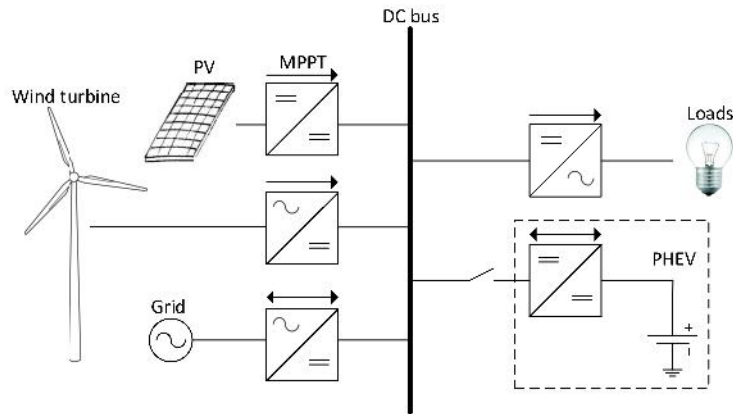 DC bus
PV
MPPT
Wind turbine
Loads
PHEV
Grid
+
-